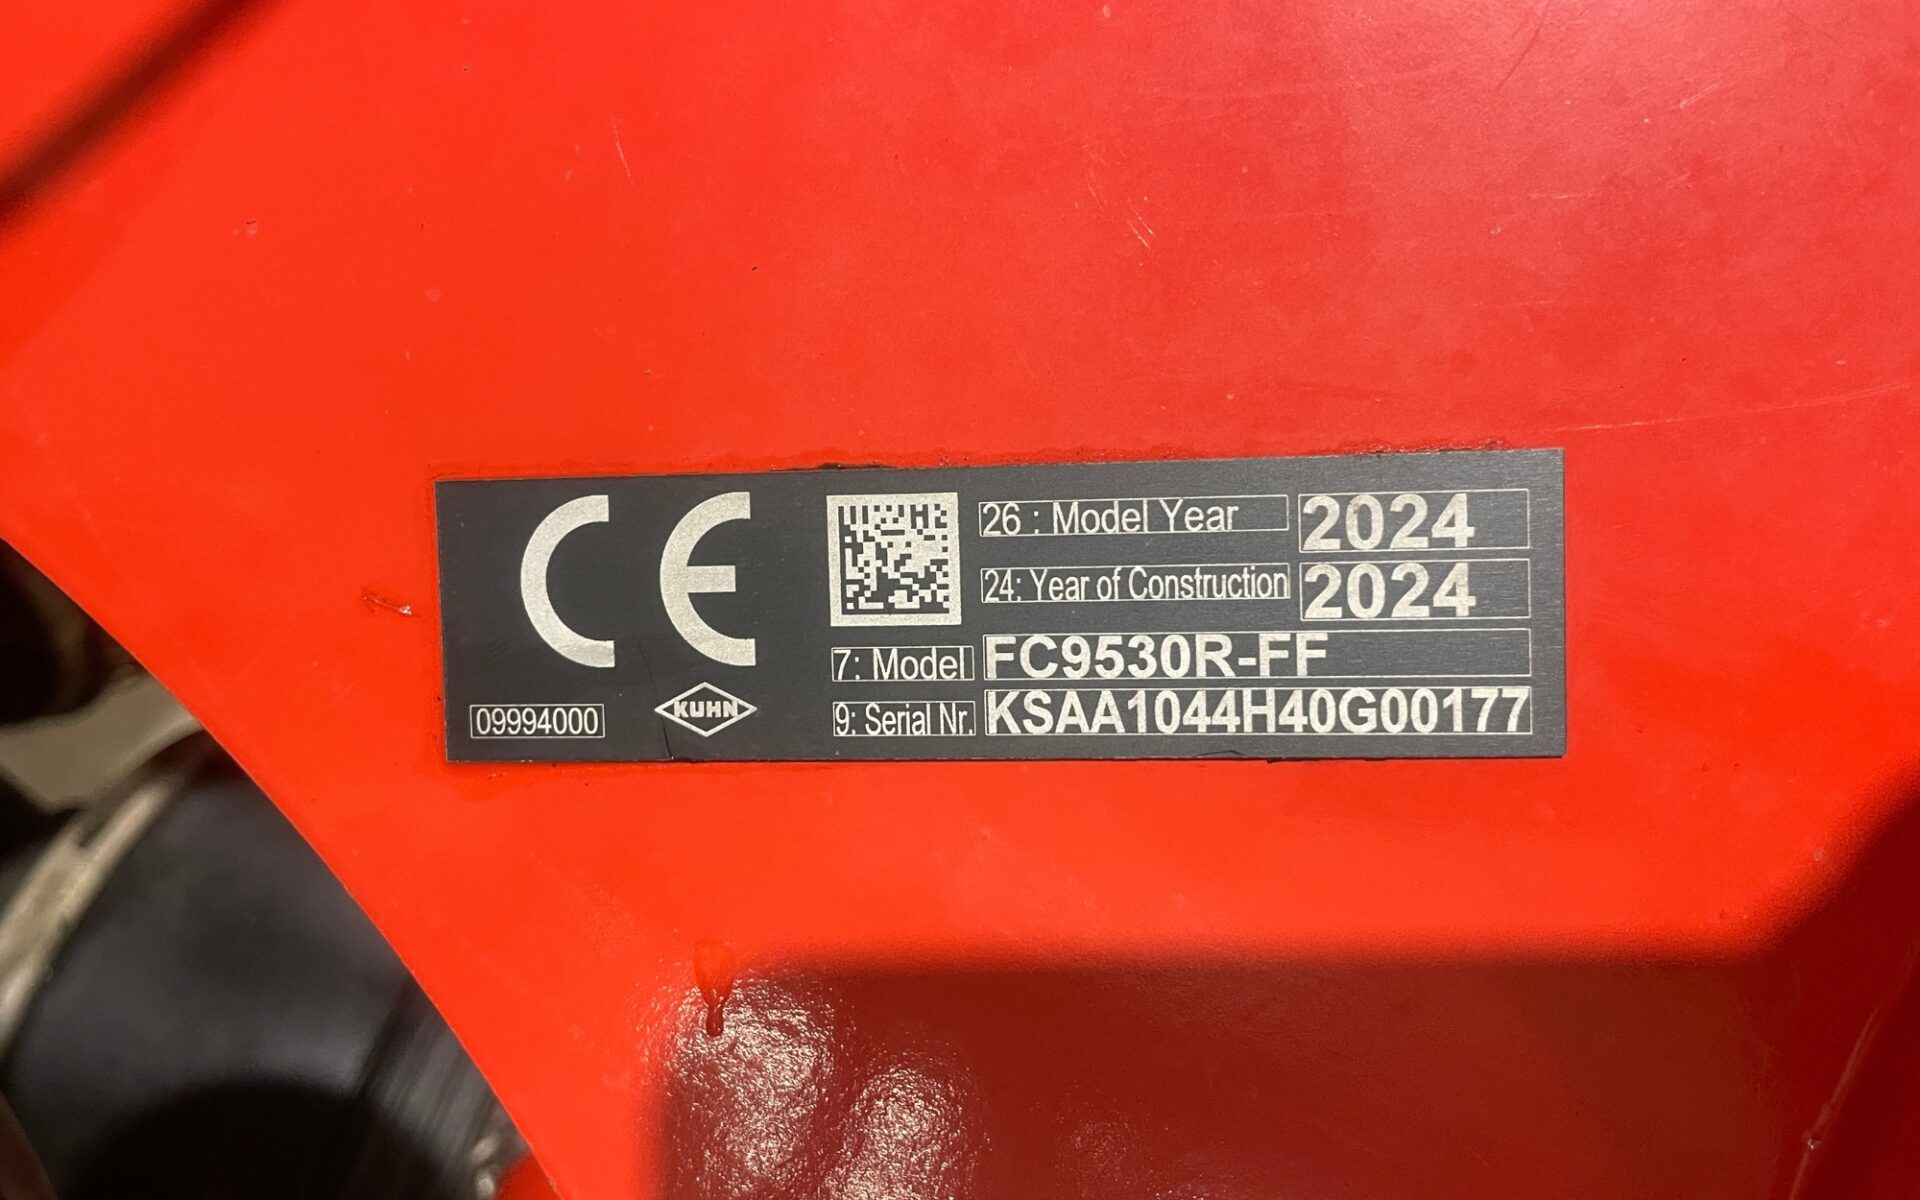 CE
26 : Model Year 2024
24: Year of Construction 2024
7: Model FC9530R-FF
9: Serial Nr. KSAA1044H40G00177
09994000
KUHN